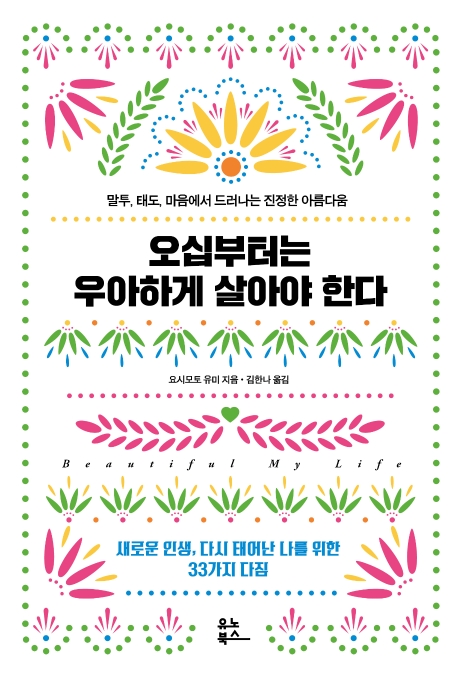 말투, 태도, 마음에서 드러나는 진정한 아름다움
오십부터는
우아하게 살아야 한다
요시모토 유미 지음 · 김한나 옮김
Beautiful My Life
새로운 인생, 다시 태어난 나를 위한
33가지 다짐
유노
북스